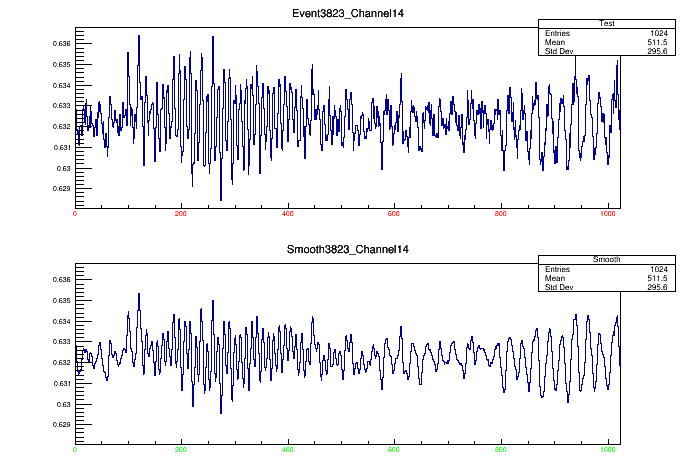 Event3823_Channel14
Test
Entries 1024
Mean 511.5
Std Dev 295.6
0.636
0.635
0.634
0.633
0.632
0.631
0.63
0.629
0 200 400 600 800 1000
Smooth3823_Channel14
Smooth
Entries 1024
Mean 511.5
Std Dev 295.6
0.636
0.635
0.634
0.633
0.632
0.631
0.63
0.629
0 200 400 600 800 1000